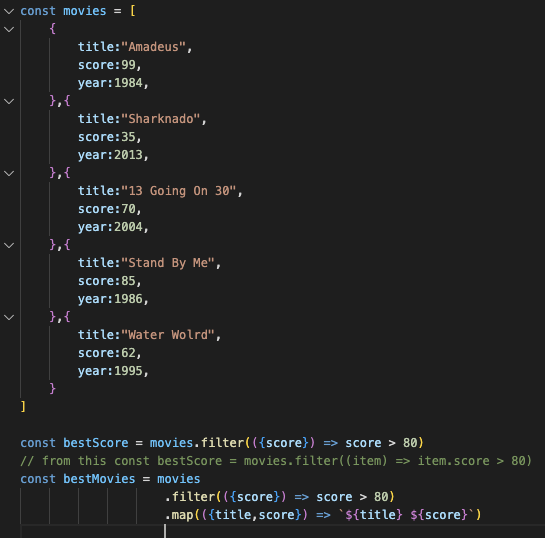 const movies = [
    {
        title:"Amadeus",
        score:99,
        year:1984,
    },{
        title:"Sharknado",
        score:35,
        year:2013,
    },{
        title:"13 Going On 30",
        score:70,
        year:2004,
    },{
        title:"Stand By Me",
        score:85,
        year:1986,
    },{
        title:"Water Wolrd",
        score:62,
        year:1995,
    }
]
const bestScore = movies.filter(({score}) => score > 80)
// from this const bestScore = movies.filter((item) => item.score > 80)
const bestMovies = movies
                    .filter(({score}) => score > 80)
                    .map(({title,score}) => `${title} ${score}`)